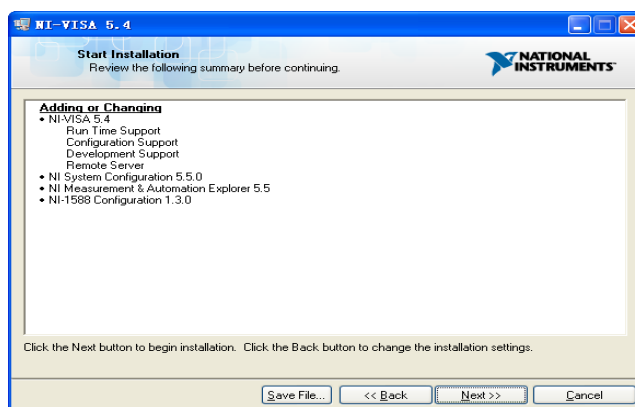 NI-VISA 5.4
Start Installation
Review the following summary before continuing.
NATIONAL
INSTRUMENTS™
Adding or Changing
• NI-VISA 5.4
Run Time Support
Configuration Support
Development Support
Remote Server
• NI System Configuration 5.5.0
• NI Measurement & Automation Explorer 5.5
• NI-1588 Configuration 1.3.0
Click the Next button to begin installation. Click the Back button to change the installation settings.
Save File... << Back Next >> Cancel